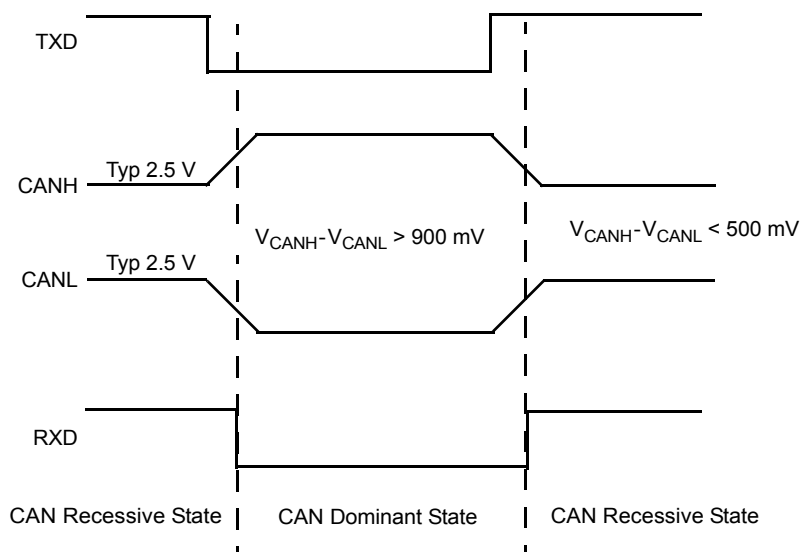 TXD
Typ 2.5 V
CANH
V_CANH-V_CANL > 900 mV
V_CANH-V_CANL < 500 mV
Typ 2.5 V
CANL
RXD
CAN Recessive State
CAN Dominant State
CAN Recessive State